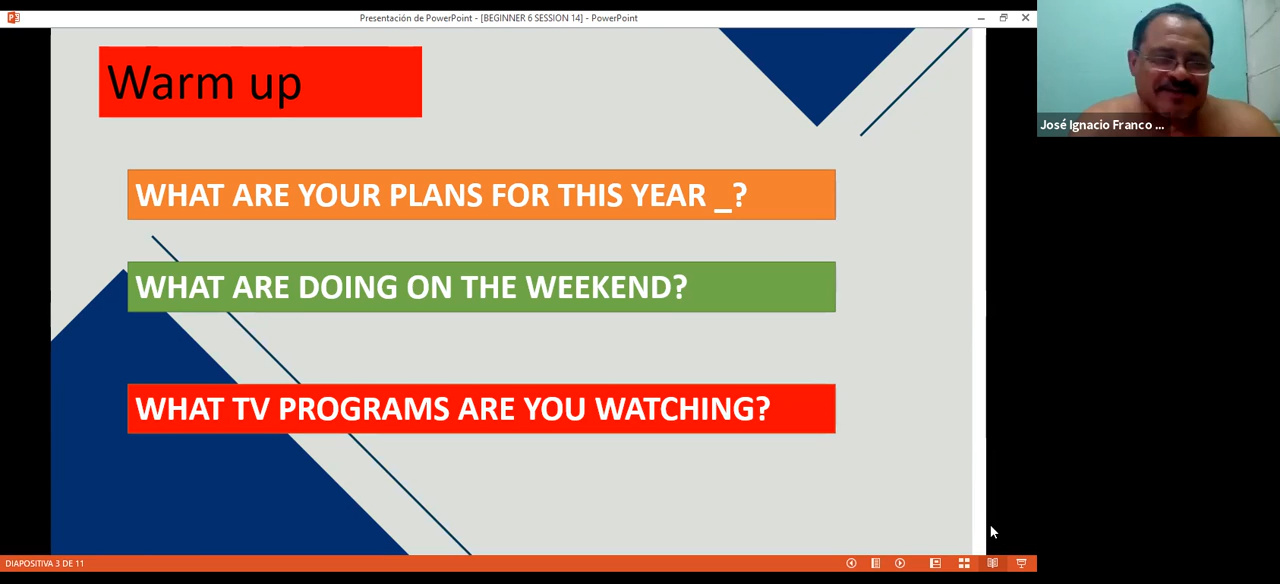 Presentación de PowerPoint - [BEGINNER 6 SESSION 14] - PowerPoint
José Ignacio Franco ...
Warm up
WHAT ARE YOUR PLANS FOR THIS YEAR _?
WHAT ARE DOING ON THE WEEKEND?
WHAT TV PROGRAMS ARE YOU WATCHING?
DIAPOSITIVA 3 DE 11